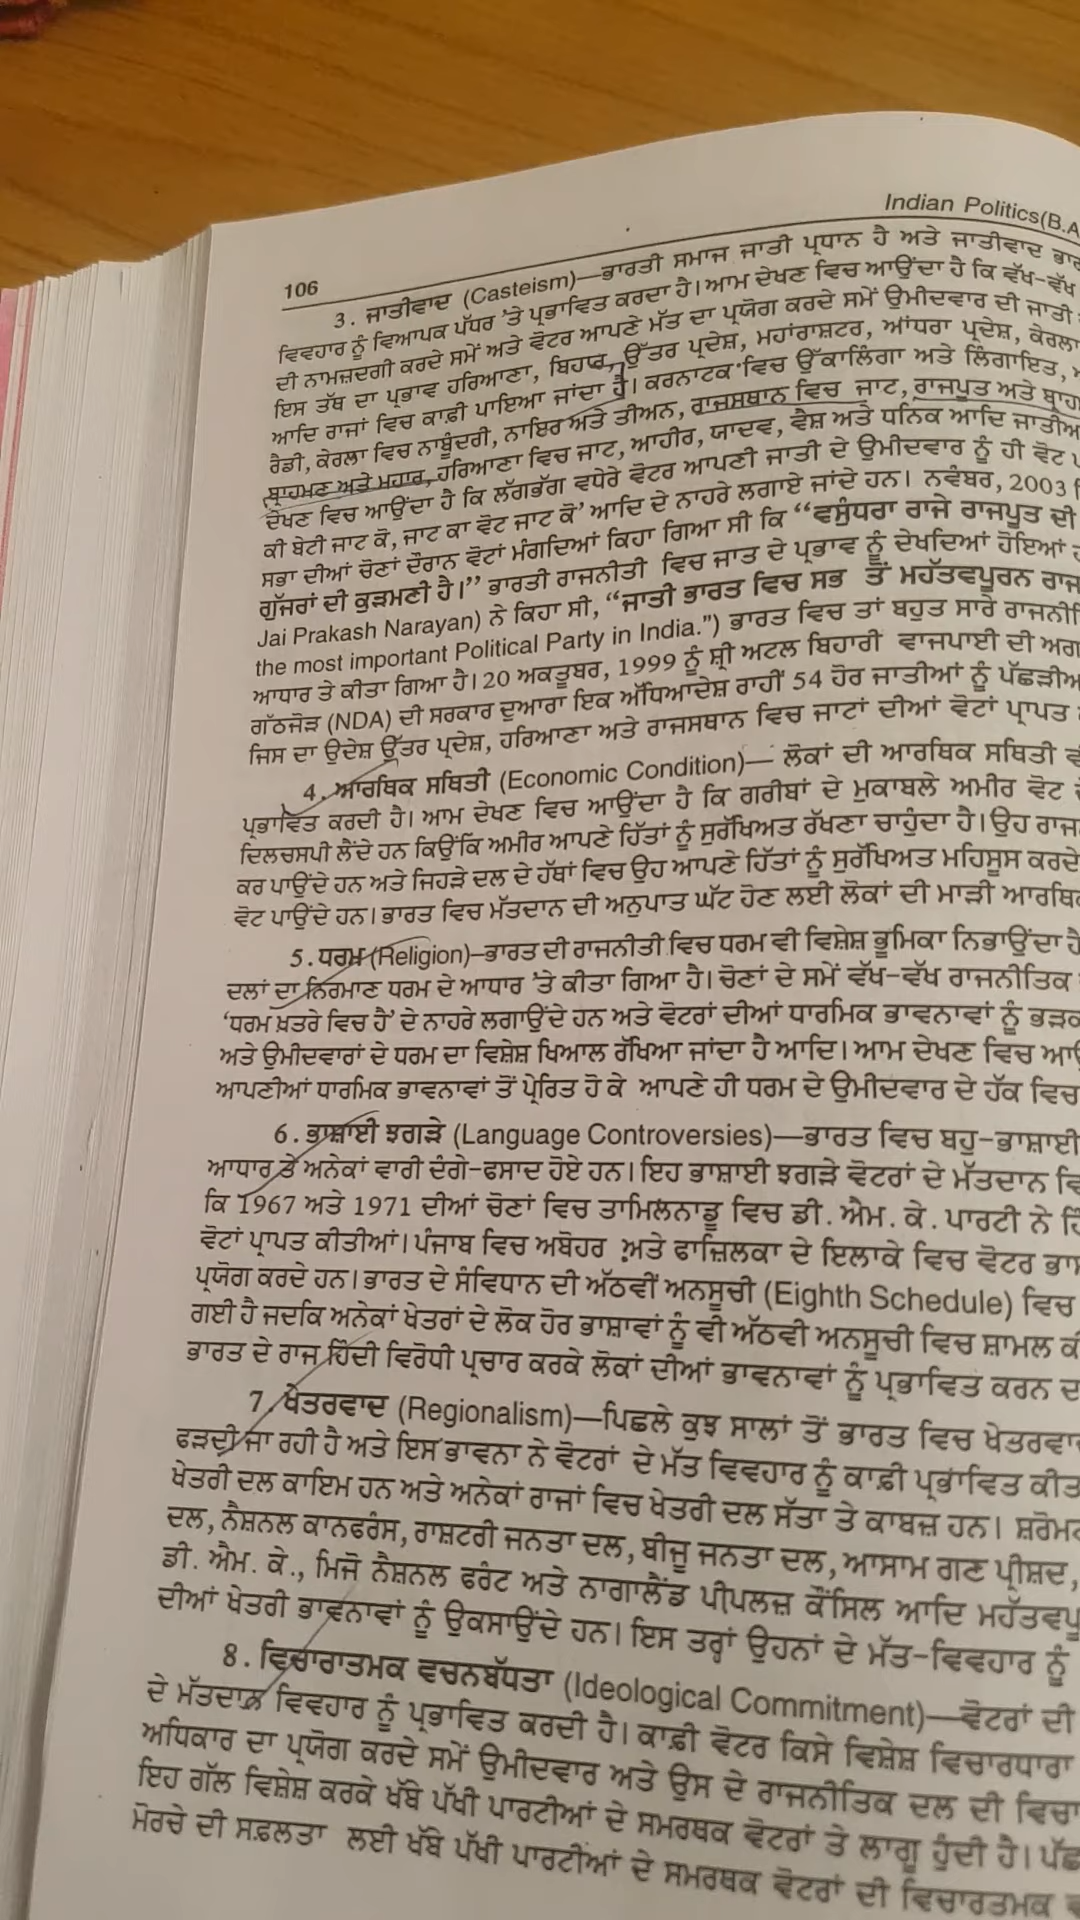 Indian Politics(B.A
106
3. ਜਾਤੀਵਾਦ (Casteism)—ਭਾਰਤੀ ਸਮਾਜ ਜਾਤੀ ਪ੍ਰਧਾਨ ਹੈ ਅਤੇ ਜਾਤੀਵਾਦ
ਵਿਵਹਾਰ ਨੂੰ ਵਿਆਪਕ ਪੱਧਰ 'ਤੇ ਪ੍ਰਭਾਵਿਤ ਕਰਦਾ ਹੈ। ਆਮ ਦੇਖਣ ਵਿਚ ਆਉਂਦਾ ਹੈ ਕਿ ਵੱਖ-ਵੱਖ
ਦੀ ਨਾਮਜ਼ਦਗੀ ਕਰਦੇ ਸਮੇਂ ਅਤੇ ਵੋਟਰ ਆਪਣੇ ਮੱਤ ਦਾ ਪ੍ਰਯੋਗ ਕਰਦੇ ਸਮੇਂ ਉਮੀਦਵਾਰ ਦੀ ਜਾਤੀ
ਇਸ ਤੱਥ ਦਾ ਪ੍ਰਭਾਵ ਹਰਿਆਣਾ, ਬਿਹਾਰ, ਉੱਤਰ ਪ੍ਰਦੇਸ਼, ਮਹਾਂਰਾਸ਼ਟਰ, ਆਂਧਰਾ ਪ੍ਰਦੇਸ਼, ਕੇਰਲਾ
ਆਦਿ ਰਾਜਾਂ ਵਿਚ ਕਾਫ਼ੀ ਪਾਇਆ ਜਾਂਦਾ ਹੈ। ਕਰਨਾਟਕ ਵਿਚ ਉੱਕਾਲਿੰਗਾ ਅਤੇ ਲਿੰਗਾਇਤ,
ਰੈਡੀ, ਕੇਰਲਾ ਵਿਚ ਨਾਬੂੰਦਰੀ, ਨਾਇਰ ਅਤੇ ਤੀਅਨ, ਰਾਜਸਥਾਨ ਵਿਚ ਜਾਟ, ਰਾਜਪੂਤ ਅਤੇ
ਬ੍ਰਾਹਮਣ ਅਤੇ ਮਹਾਰ, ਹਰਿਆਣਾ ਵਿਚ ਜਾਟ, ਆਹੀਰ, ਯਾਦਵ, ਵੈਸ਼ ਅਤੇ ਧਨਿਕ ਆਦਿ
ਦੇਖਣ ਵਿਚ ਆਉਂਦਾ ਹੈ ਕਿ ਲੱਗਭੱਗ ਵਧੇਰੇ ਵੋਟਰ ਆਪਣੀ ਜਾਤੀ ਦੇ ਉਮੀਦਵਾਰ ਨੂੰ ਹੀ ਵੋਟ
ਕੀ ਬੇਟੀ ਜਾਟ ਕੋ, ਜਾਟ ਕਾ ਵੋਟ ਜਾਟ ਕੋ' ਆਦਿ ਦੇ ਨਾਹਰੇ ਲਗਾਏ ਜਾਂਦੇ ਹਨ। ਨਵੰਬਰ, 2003
ਸਭਾ ਦੀਆਂ ਚੋਣਾਂ ਦੌਰਾਨ ਵੋਟਾਂ ਮੰਗਦਿਆਂ ਕਿਹਾ ਗਿਆ ਸੀ ਕਿ “ਵਸੁੰਧਰਾ ਰਾਜੇ ਰਾਜਪੂਤ ਦੀ
ਗੁੱਜਰਾਂ ਦੀ ਕੁੜਮਣੀ ਹੈ।” ਭਾਰਤੀ ਰਾਜਨੀਤੀ ਵਿਚ ਜਾਤ ਦੇ ਪ੍ਰਭਾਵ ਨੂੰ ਦੇਖਦਿਆਂ ਹੋਇਆਂ
Jai Prakash Narayan) ਨੇ ਕਿਹਾ ਸੀ, “ਜਾਤੀ ਭਾਰਤ ਵਿਚ ਸਭ ਤੋਂ ਮਹੱਤਵਪੂਰਨ
the most important Political Party in India.”) ਭਾਰਤ ਵਿਚ ਤਾਂ ਬਹੁਤ ਸਾਰੇ
ਆਧਾਰ ਤੇ ਕੀਤਾ ਗਿਆ ਹੈ। 20 ਅਕਤੂਬਰ, 1999 ਨੂੰ ਸ਼੍ਰੀ ਅਟਲ ਬਿਹਾਰੀ ਵਾਜਪਾਈ ਦੀ
ਗੱਠਜੋੜ (NDA) ਦੀ ਸਰਕਾਰ ਦੁਆਰਾ ਇਕ ਅੱਧਿਆਦੇਸ਼ ਰਾਹੀਂ 54 ਹੋਰ ਜਾਤੀਆਂ ਨੂੰ
ਜਿਸ ਦਾ ਉਦੇਸ਼ ਉੱਤਰ ਪ੍ਰਦੇਸ਼, ਹਰਿਆਣਾ ਅਤੇ ਰਾਜਸਥਾਨ ਵਿਚ ਜਾਟਾਂ ਦੀਆਂ ਵੋਟਾਂ ਪ੍ਰਾਪਤ
4. ਆਰਥਿਕ ਸਥਿਤੀ (Economic Condition)— ਲੋਕਾਂ ਦੀ ਆਰਥਿਕ ਸਥਿਤੀ
ਪ੍ਰਭਾਵਿਤ ਕਰਦੀ ਹੈ। ਆਮ ਦੇਖਣ ਵਿਚ ਆਉਂਦਾ ਹੈ ਕਿ ਗਰੀਬਾਂ ਦੇ ਮੁਕਾਬਲੇ ਅਮੀਰ ਵੋਟ
ਦਿਲਚਸਪੀ ਲੈਂਦੇ ਹਨ ਕਿਉਂਕਿ ਅਮੀਰ ਆਪਣੇ ਹਿੱਤਾਂ ਨੂੰ ਸੁਰੱਖਿਅਤ ਰੱਖਣਾ ਚਾਹੁੰਦਾ ਹੈ। ਉਹ
ਕਰ ਪਾਉਂਦੇ ਹਨ ਅਤੇ ਜਿਹੜੇ ਦਲ ਦੇ ਹੱਥਾਂ ਵਿਚ ਉਹ ਆਪਣੇ ਹਿੱਤਾਂ ਨੂੰ ਸੁਰੱਖਿਅਤ ਮਹਿਸੂਸ ਕਰਦੇ
ਵੋਟ ਪਾਉਂਦੇ ਹਨ। ਭਾਰਤ ਵਿਚ ਮੱਤਦਾਨ ਦੀ ਅਨੁਪਾਤ ਘੱਟ ਹੋਣ ਲਈ ਲੋਕਾਂ ਦੀ ਮਾੜੀ
5. ਧਰਮ (Religion)–ਭਾਰਤ ਦੀ ਰਾਜਨੀਤੀ ਵਿਚ ਧਰਮ ਵੀ ਵਿਸ਼ੇਸ਼ ਭੂਮਿਕਾ ਨਿਭਾਉਂਦਾ ਹੈ
ਦਲਾਂ ਦਾ ਨਿਰਮਾਣ ਧਰਮ ਦੇ ਆਧਾਰ 'ਤੇ ਕੀਤਾ ਗਿਆ ਹੈ। ਚੋਣਾਂ ਦੇ ਸਮੇਂ ਵੱਖ-ਵੱਖ ਰਾਜਨੀਤਿਕ
'ਧਰਮ ਖ਼ਤਰੇ ਵਿਚ ਹੈ' ਦੇ ਨਾਹਰੇ ਲਗਾਉਂਦੇ ਹਨ ਅਤੇ ਵੋਟਰਾਂ ਦੀਆਂ ਧਾਰਮਿਕ ਭਾਵਨਾਵਾਂ ਨੂੰ
ਅਤੇ ਉਮੀਦਵਾਰਾਂ ਦੇ ਧਰਮ ਦਾ ਵਿਸ਼ੇਸ਼ ਖਿਆਲ ਰੱਖਿਆ ਜਾਂਦਾ ਹੈ ਆਦਿ। ਆਮ ਦੇਖਣ ਵਿਚ
ਆਪਣੀਆਂ ਧਾਰਮਿਕ ਭਾਵਨਾਵਾਂ ਤੋਂ ਪ੍ਰੇਰਿਤ ਹੋ ਕੇ ਆਪਣੇ ਹੀ ਧਰਮ ਦੇ ਉਮੀਦਵਾਰ ਦੇ ਹੱਕ ਵਿਚ
6. ਭਾਸ਼ਾਈ ਝਗੜੇ (Language Controversies)—ਭਾਰਤ ਵਿਚ ਬਹੁ-ਭਾਸ਼ਾਈ
ਆਧਾਰ ਤੇ ਅਨੇਕਾਂ ਵਾਰੀ ਦੰਗੇ-ਫਸਾਦ ਹੋਏ ਹਨ। ਇਹ ਭਾਸ਼ਾਈ ਝਗੜੇ ਵੋਟਰਾਂ ਦੇ ਮੱਤਦਾਨ
ਕਿ 1967 ਅਤੇ 1971 ਦੀਆਂ ਚੋਣਾਂ ਵਿਚ ਤਾਮਿਲਨਾਡੂ ਵਿਚ ਡੀ. ਐਮ. ਕੇ. ਪਾਰਟੀ ਨੇ
ਵੋਟਾਂ ਪ੍ਰਾਪਤ ਕੀਤੀਆਂ। ਪੰਜਾਬ ਵਿਚ ਅਬੋਹਰ ਅਤੇ ਫਾਜ਼ਿਲਕਾ ਦੇ ਇਲਾਕੇ ਵਿਚ ਵੋਟਰ
ਪ੍ਰਯੋਗ ਕਰਦੇ ਹਨ। ਭਾਰਤ ਦੇ ਸੰਵਿਧਾਨ ਦੀ ਅੱਠਵੀਂ ਅਨਸੂਚੀ (Eighth Schedule) ਵਿਚ
ਗਈ ਹੈ ਜਦਕਿ ਅਨੇਕਾਂ ਖੇਤਰਾਂ ਦੇ ਲੋਕ ਹੋਰ ਭਾਸ਼ਾਵਾਂ ਨੂੰ ਵੀ ਅੱਠਵੀ ਅਨਸੂਚੀ ਵਿਚ ਸ਼ਾਮਲ
ਭਾਰਤ ਦੇ ਰਾਜ ਹਿੰਦੀ ਵਿਰੋਧੀ ਪ੍ਰਚਾਰ ਕਰਕੇ ਲੋਕਾਂ ਦੀਆਂ ਭਾਵਨਾਵਾਂ ਨੂੰ ਪ੍ਰਭਾਵਿਤ ਕਰਨ
7. ਖੇਤਰਵਾਦ (Regionalism)—ਪਿਛਲੇ ਕੁਝ ਸਾਲਾਂ ਤੋਂ ਭਾਰਤ ਵਿਚ
ਫੜਦੀ ਜਾ ਰਹੀ ਹੈ ਅਤੇ ਇਸ ਭਾਵਨਾ ਨੇ ਵੋਟਰਾਂ ਦੇ ਮੱਤ ਵਿਵਹਾਰ ਨੂੰ ਕਾਫ਼ੀ ਪ੍ਰਭਾਵਿਤ
ਖੇਤਰੀ ਦਲ ਕਾਇਮ ਹਨ ਅਤੇ ਅਨੇਕਾਂ ਰਾਜਾਂ ਵਿਚ ਖੇਤਰੀ ਦਲ ਸੱਤਾ ਤੇ ਕਾਬਜ਼ ਹਨ।
ਦਲ, ਨੈਸ਼ਨਲ ਕਾਨਫਰੰਸ, ਰਾਸ਼ਟਰੀ ਜਨਤਾ ਦਲ, ਬੀਜੂ ਜਨਤਾ ਦਲ, ਆਸਾਮ ਗਣ ਪ੍ਰੀਸ਼ਦ,
ਡੀ. ਐਮ. ਕੇ., ਮਿਜੋ ਨੈਸ਼ਨਲ ਫਰੰਟ ਅਤੇ ਨਾਗਾਲੈਂਡ ਪੀਪਲਜ਼ ਕੌਂਸਿਲ ਆਦਿ
ਦੀਆਂ ਖੇਤਰੀ ਭਾਵਨਾਵਾਂ ਨੂੰ ਉਕਸਾਉਂਦੇ ਹਨ। ਇਸ ਤਰ੍ਹਾਂ ਉਹਨਾਂ ਦੇ ਮੱਤ-ਵਿਵਹਾਰ ਨੂੰ
8. ਵਿਚਾਰਾਤਮਕ ਵਚਨਬੱਧਤਾ (Ideological Commitment)—ਵੋਟਰਾਂ ਦੀ
ਦੇ ਮੱਤਦਾਨ ਵਿਵਹਾਰ ਨੂੰ ਪ੍ਰਭਾਵਿਤ ਕਰਦੀ ਹੈ। ਕਾਫ਼ੀ ਵੋਟਰ ਕਿਸੇ ਵਿਸ਼ੇਸ਼ ਵਿਚਾਰਧਾਰਾ
ਅਧਿਕਾਰ ਦਾ ਪ੍ਰਯੋਗ ਕਰਦੇ ਸਮੇਂ ਉਮੀਦਵਾਰ ਅਤੇ ਉਸ ਦੇ ਰਾਜਨੀਤਿਕ ਦਲ ਦੀ
ਇਹ ਗੱਲ ਵਿਸ਼ੇਸ਼ ਕਰਕੇ ਖੱਬੇ ਪੱਖੀ ਪਾਰਟੀਆਂ ਦੇ ਸਮਰਥਕ ਵੋਟਰਾਂ ਤੇ ਲਾਗੂ ਹੁੰਦੀ ਹੈ।
ਮੋਰਚੇ ਦੀ ਸਫ਼ਲਤਾ ਲਈ ਖੱਬੇ ਪੱਖੀ ਪਾਰਟੀਆਂ ਦੇ ਸਮਰਥਕ ਵੋਟਰਾਂ ਦੀ ਵਿਚਾਰਤਮਕ